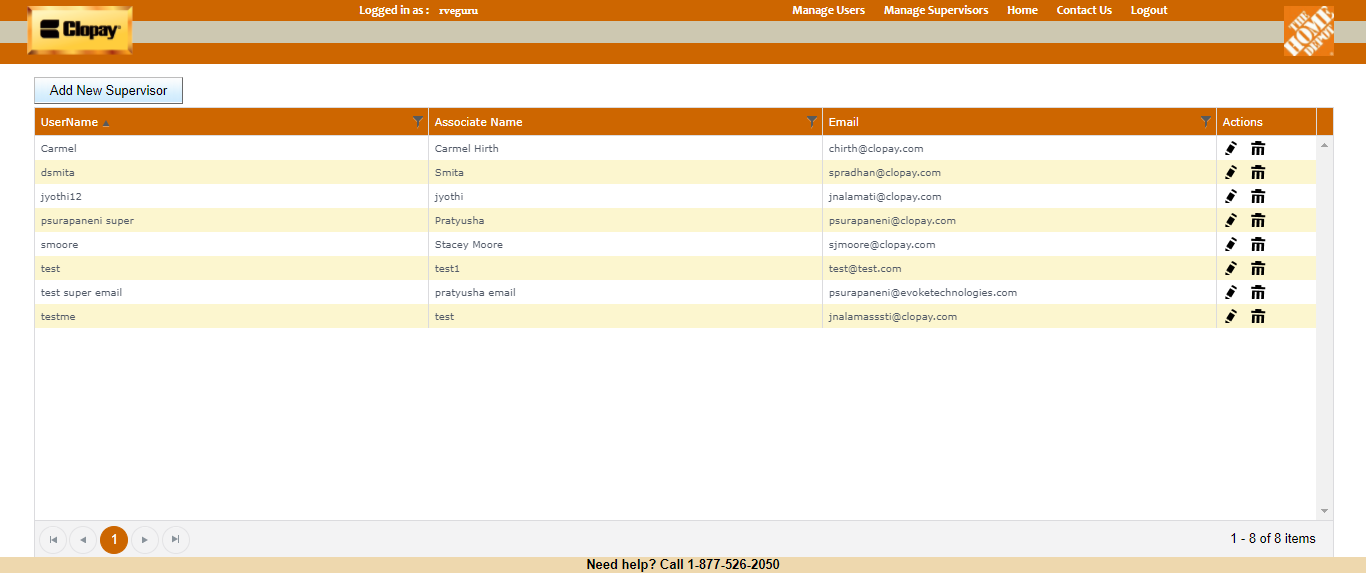 Clopay
Logged in as : rveguru
Manage Users Manage Supervisors Home Contact Us Logout
THE HOME DEPOT
Add New Supervisor
UserName Associate Name Email Actions
Carmel Carmel Hirth chirth@clopay.com
dsmita Smita spradhan@clopay.com
jyothi12 jyothi jnalamati@clopay.com
psurapaneni super Pratyusha psurapaneni@clopay.com
smoore Stacey Moore sjmoore@clopay.com
test test1 test@test.com
test super email pratyusha email psurapaneni@evoketechnologies.com
testme test jnalamasssti@clopay.com
1 1 - 8 of 8 items
Need help? Call 1-877-526-2050